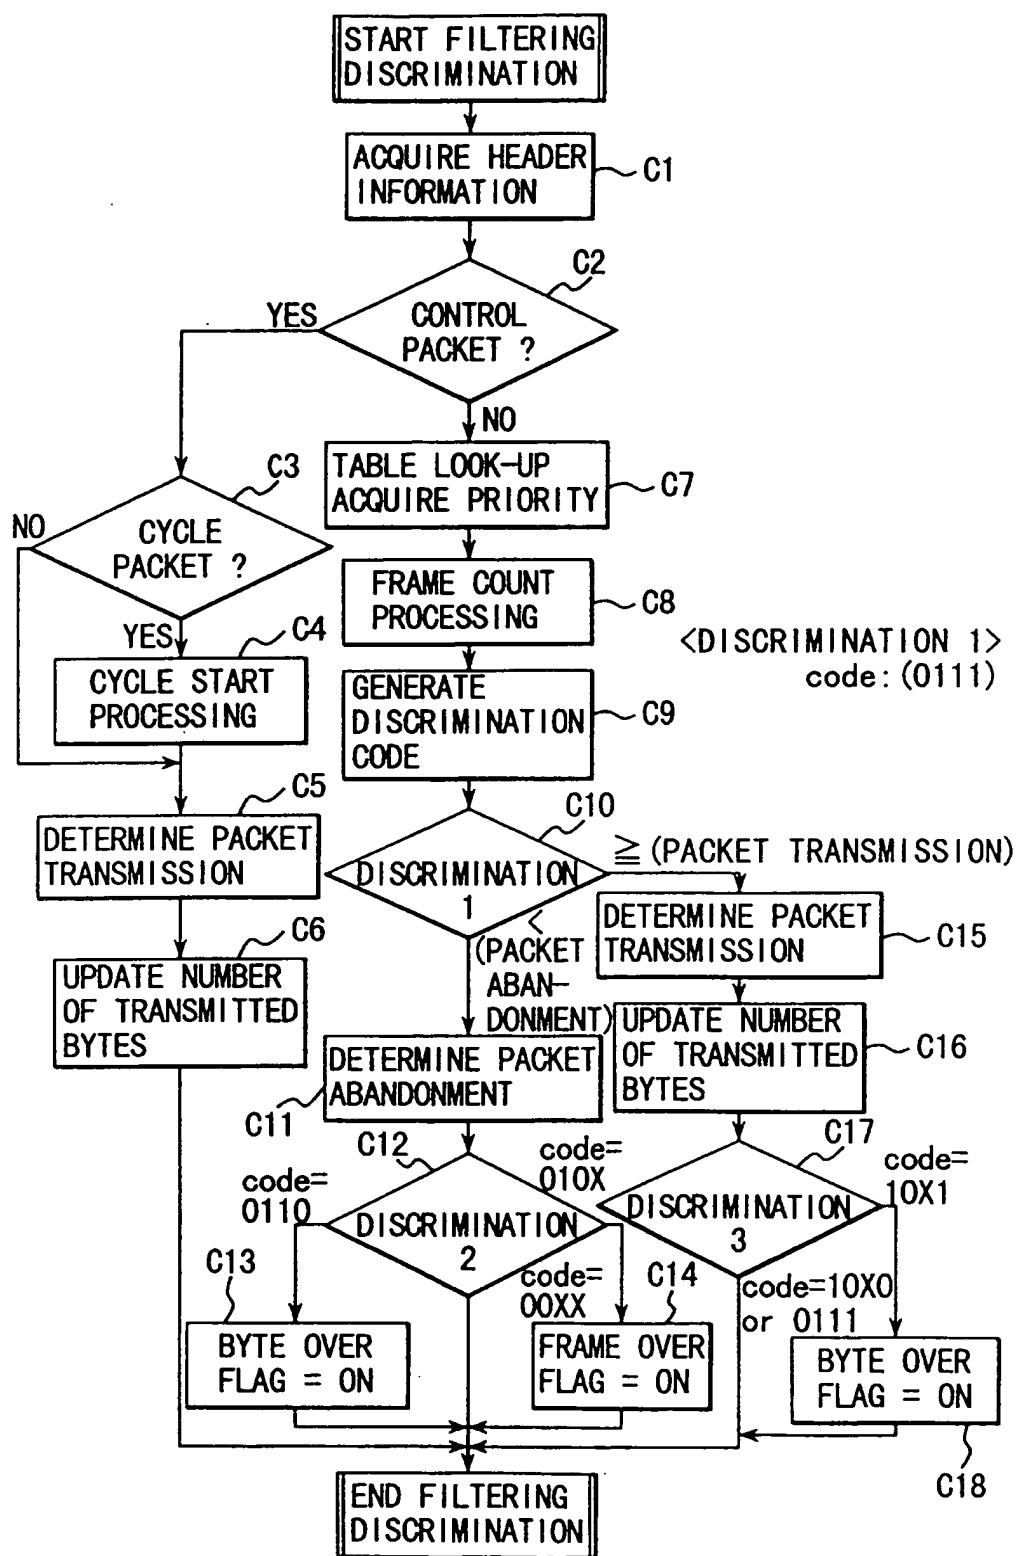 START FILTERING
DISCRIMINATION
ACQUIRE HEADER
INFORMATION
C1
C2
YES
CONTROL
PACKET ?
NO
C3
TABLE LOOK-UP
ACQUIRE PRIORITY
C7
NO
CYCLE
PACKET ?
FRAME COUNT
PROCESSING
C8
YES
C4
<DISCRIMINATION 1>
code:(0111)
CYCLE START
PROCESSING
GENERATE
DISCRIMINATION
CODE
C9
C5
C10
DETERMINE PACKET
TRANSMISSION
DISCRIMINATION
1
≧(PACKET TRANSMISSION)
<
(PACKET
ABAN-
DONMENT)
DETERMINE PACKET
TRANSMISSION
C15
C6
UPDATE NUMBER
OF TRANSMITTED
BYTES
UPDATE NUMBER
OF TRANSMITTED
BYTES
C16
DETERMINE PACKET
ABANDONMENT
C11
C12
C17
code=
0110
code=
010X
code=
10X1
DISCRIMINATION
2
DISCRIMINATION
3
C13
code=
00XX
C14
code=10X0
or 0111
BYTE OVER
FLAG = ON
FRAME OVER
FLAG = ON
BYTE OVER
FLAG = ON
C18
END FILTERING
DISCRIMINATION